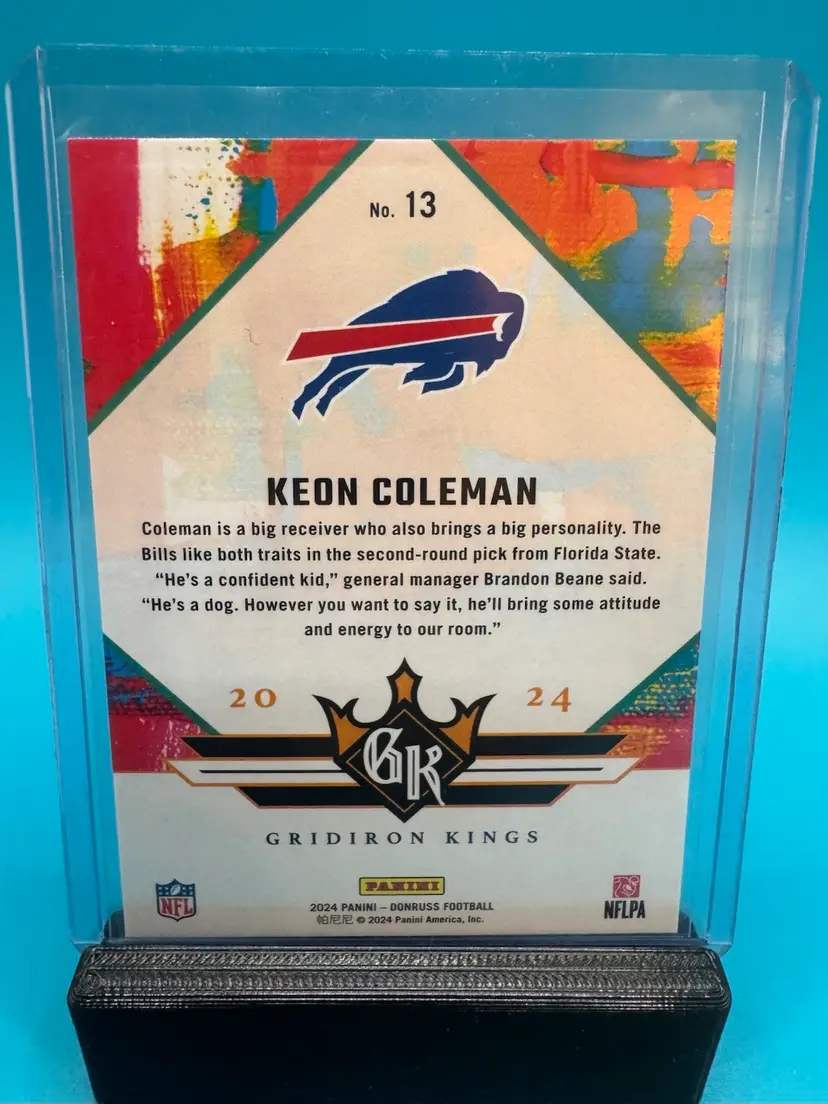 No. 13
KEON COLEMAN
Coleman is a big receiver who also brings a big personality. The
Bills like both traits in the second-round pick from Florida State.
“He’s a confident kid,” general manager Brandon Beane said.
“He’s a dog. However you want to say it, he’ll bring some attitude
and energy to our room.”
20 24
GK
GRIDIRON KINGS
NFL
PANINI
NFLPA
2024 PANINI – DONRUSS FOOTBALL
帕尼尼 © 2024 Panini America, Inc.